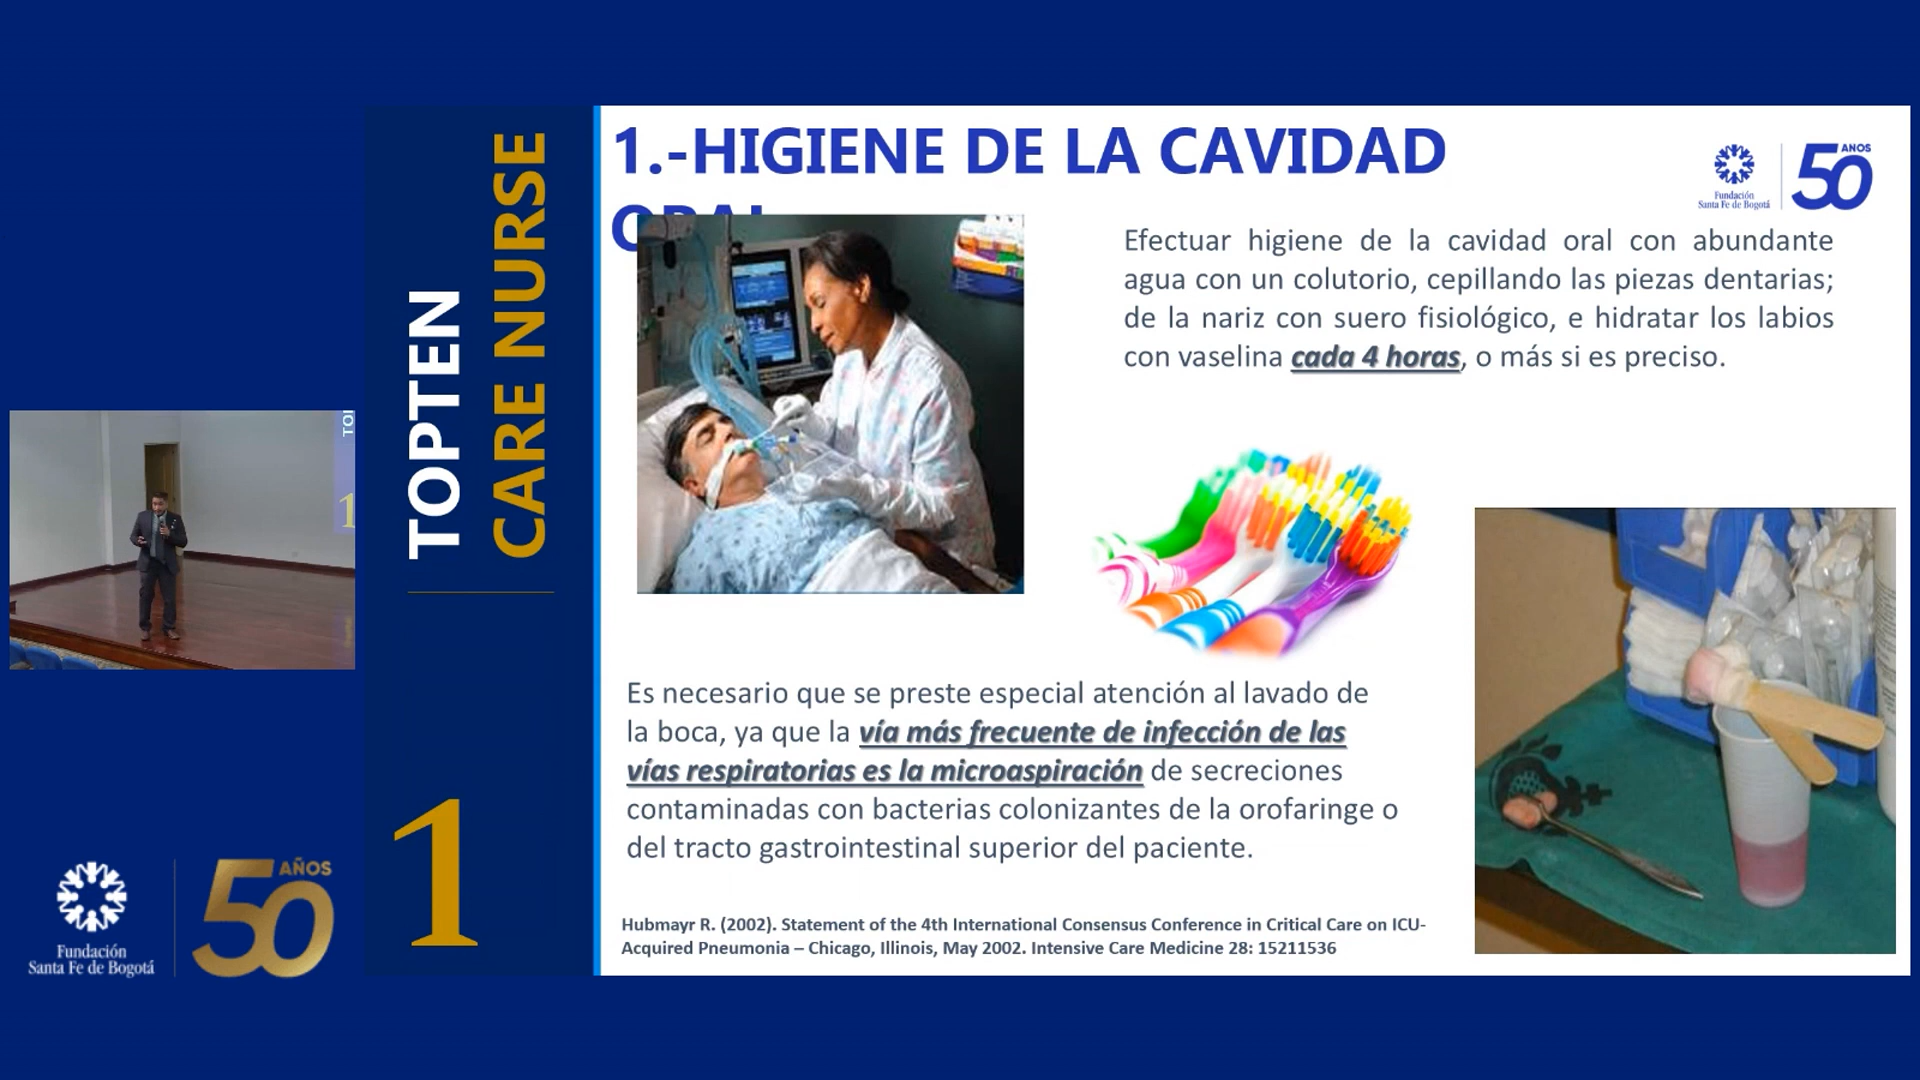 TOPTEN
CARE NURSE
1
1.-HIGIENE DE LA CAVIDAD
ORAL
Fundación
Santa Fe de Bogotá
50 AÑOS
Efectuar higiene de la cavidad oral con abundante
agua con un colutorio, cepillando las piezas dentarias;
de la nariz con suero fisiológico, e hidratar los labios
con vaselina cada 4 horas, o más si es preciso.
Es necesario que se preste especial atención al lavado de
la boca, ya que la vía más frecuente de infección de las
vías respiratorias es la microaspiración de secreciones
contaminadas con bacterias colonizantes de la orofaringe o
del tracto gastrointestinal superior del paciente.
Hubmayr R. (2002). Statement of the 4th International Consensus Conference in Critical Care on ICU-
Acquired Pneumonia – Chicago, Illinois, May 2002. Intensive Care Medicine 28: 15211536
TOI
1
Fundación
Santa Fe de Bogotá
50 AÑOS